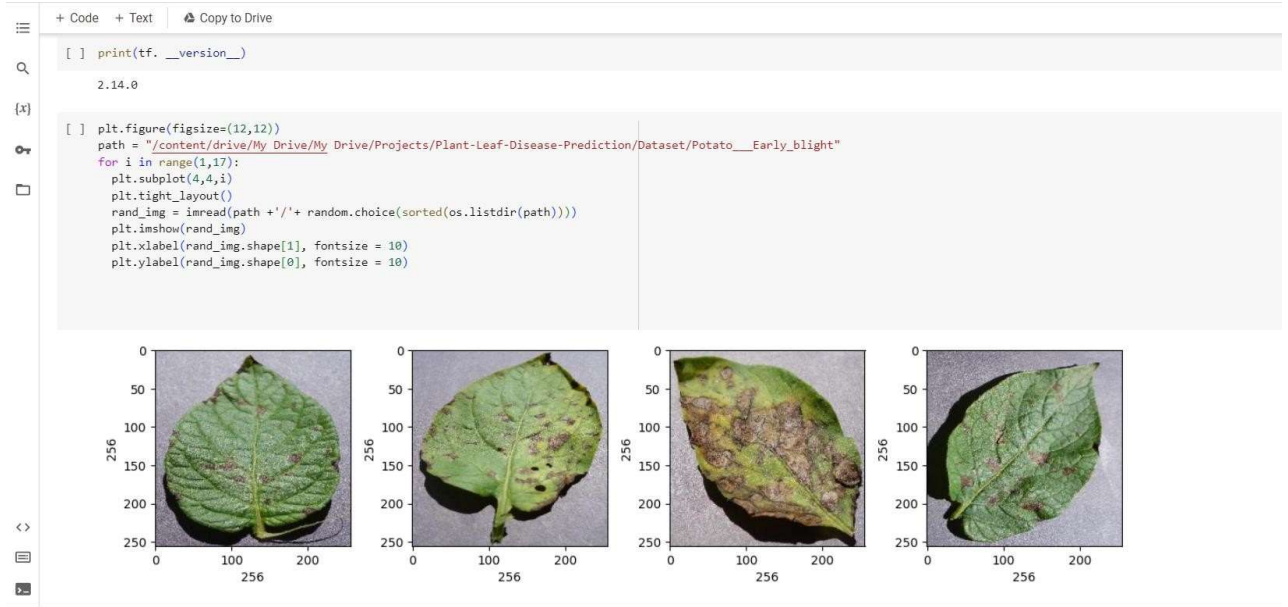 + Code + Text Copy to Drive
[ ] print(tf. __version__)
2.14.0
{x}
[ ] plt.figure(figsize=(12,12))
path = "/content/drive/My Drive/My Drive/Projects/Plant-Leaf-Disease-Prediction/Dataset/Potato___Early_blight"
for i in range(1,17):
plt.subplot(4,4,i)
plt.tight_layout()
rand_img = imread(path +'/'+ random.choice(sorted(os.listdir(path))))
plt.imshow(rand_img)
plt.xlabel(rand_img.shape[1], fontsize = 10)
plt.ylabel(rand_img.shape[0], fontsize = 10)
0 0 0 0
50 50 50 50
100 100 100 100
256 256 256 256
150 150 150 150
200 200 200 200
250 250 250 250
0 100 200 0 100 200 0 100 200 0 100 200
256 256 256 256